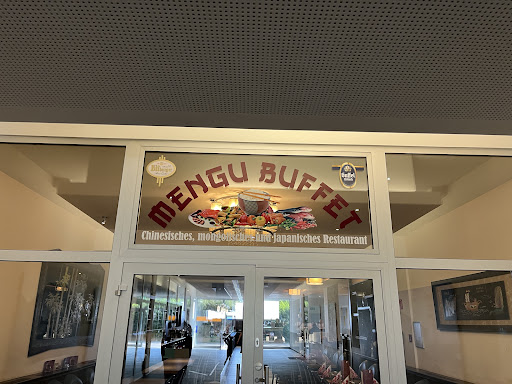 MENGU BUFFET
Chinesisches, mongolisches und japanisches Restaurant